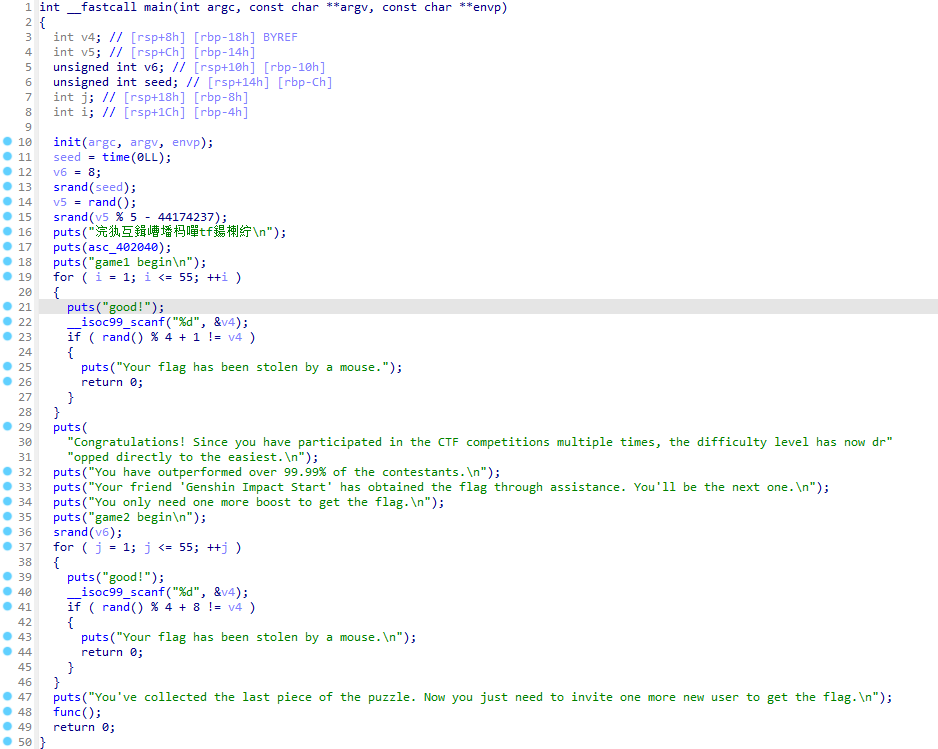 1 int __fastcall main(int argc, const char **argv, const char **envp)
2 {
3 int v4; // [rsp+8h] [rbp-18h] BYREF
4 int v5; // [rsp+Ch] [rbp-14h]
5 unsigned int v6; // [rsp+10h] [rbp-10h]
6 unsigned int seed; // [rsp+14h] [rbp-Ch]
7 int j; // [rsp+18h] [rbp-8h]
8 int i; // [rsp+1Ch] [rbp-4h]
9
10 init(argc, argv, envp);
11 seed = time(0LL);
12 v6 = 8;
13 srand(seed);
14 v5 = rand();
15 srand(v5 % 5 - 44174237);
16 puts("tf\n");
17 puts(asc_402040);
18 puts("game1 begin\n");
19 for ( i = 1; i <= 55; ++i )
20 {
21 puts("good!");
22 __isoc99_scanf("%d", &v4);
23 if ( rand() % 4 + 1 != v4 )
24 {
25 puts("Your flag has been stolen by a mouse.");
26 return 0;
27 }
28 }
29 puts(
30 "Congratulations! Since you have participated in the CTF competitions multiple times, the difficulty level has now dr"
31 "opped directly to the easiest.\n");
32 puts("You have outperformed over 99.99% of the contestants.\n");
33 puts("Your friend 'Genshin Impact Start' has obtained the flag through assistance. You'll be the next one.\n");
34 puts("You only need one more boost to get the flag.\n");
35 puts("game2 begin\n");
36 srand(v6);
37 for ( j = 1; j <= 55; ++j )
38 {
39 puts("good!");
40 __isoc99_scanf("%d", &v4);
41 if ( rand() % 4 + 8 != v4 )
42 {
43 puts("Your flag has been stolen by a mouse.\n");
44 return 0;
45 }
46 }
47 puts("You've collected the last piece of the puzzle. Now you just need to invite one more new user to get the flag.\n");
48 func();
49 return 0;
50 }